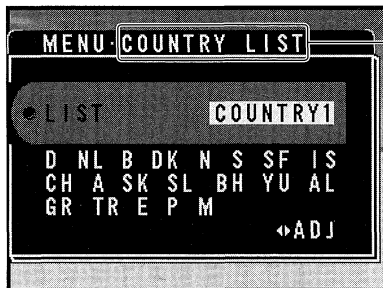 MENU·COUNTRY LIST
LIST COUNTRY1
D NL B DK N S SF IS
CH A SK SL BH YU AL
GR TR E P M
ADJ